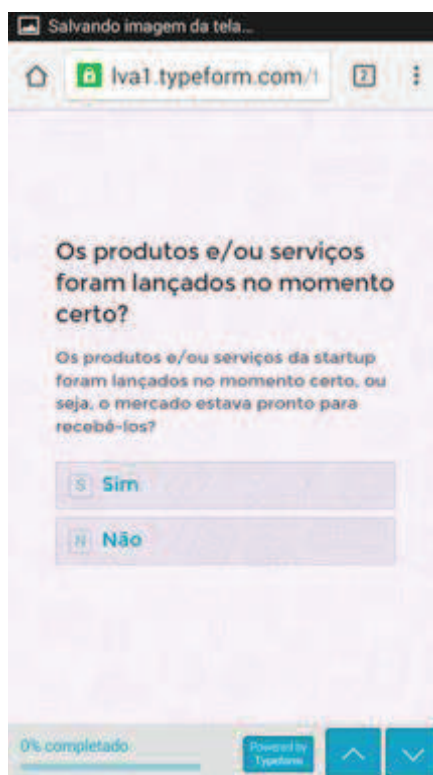 Salvando imagem da tela...
lva1.typeform.com/t
2
Os produtos e/ou serviços
foram lançados no momento
certo?
Os produtos e/ou serviços da startup
foram lançados no momento certo, ou
seja, o mercado estava pronto para
recebê-los?
S Sim
N Não
0% completado
Powered by
Typeform